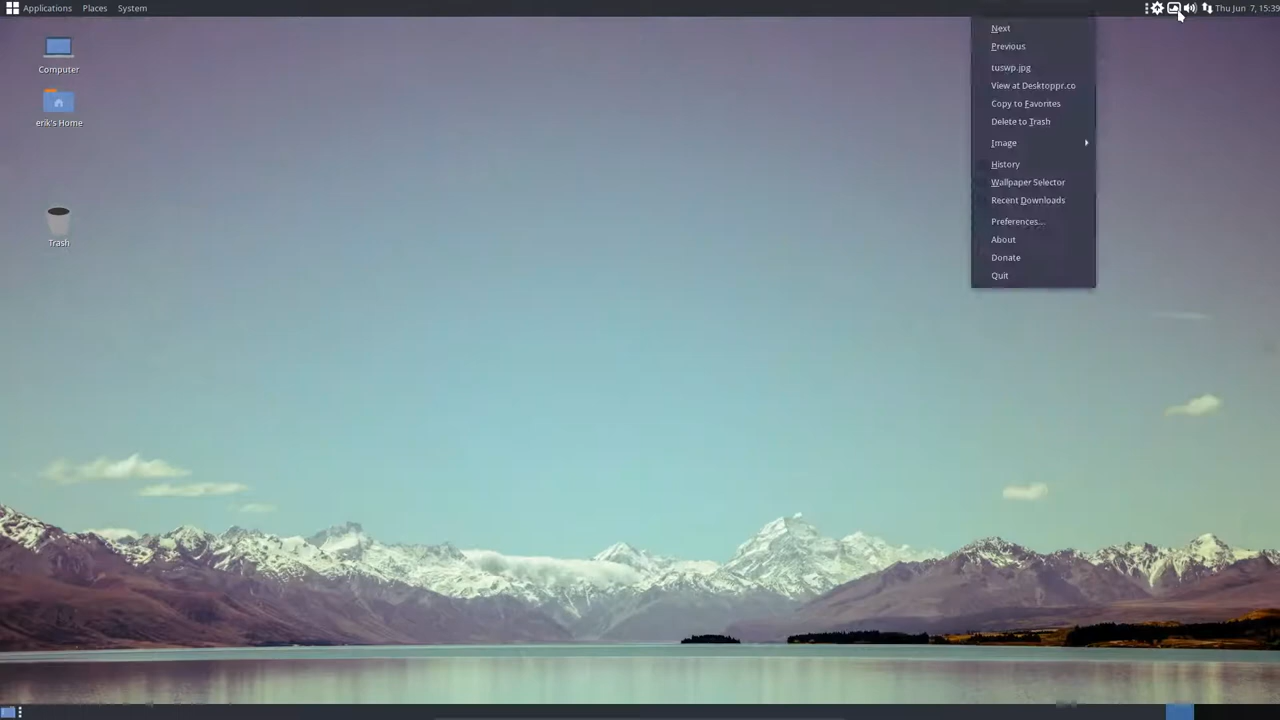 Applications Places System Thu Jun 7, 15:39
Computer
erik's Home
Trash
Next
Previous
tuswp.jpg
View at Desktoppr.co
Copy to Favorites
Delete to Trash
Image
History
Wallpaper Selector
Recent Downloads
Preferences...
About
Donate
Quit